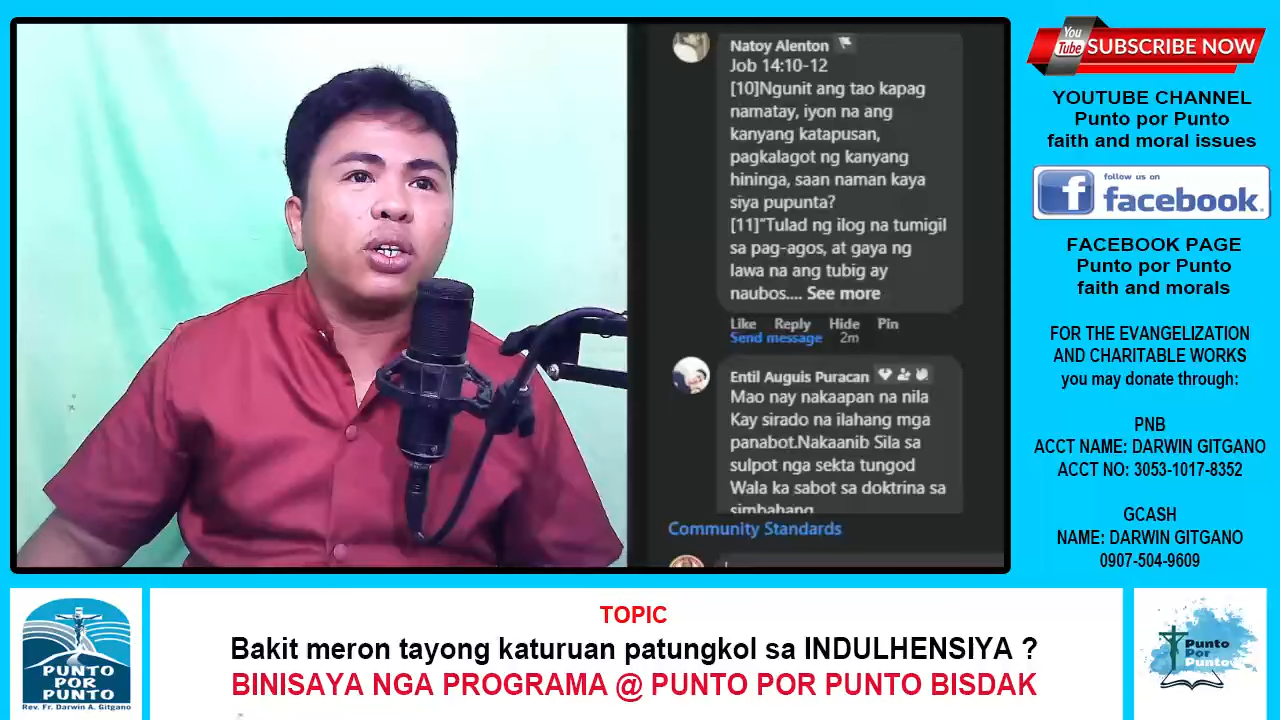 Natoy Alenton
Job 14:10-12
[10]Ngunit ang tao kapag
namatay, iyon na ang
kanyang katapusan,
pagkalagot ng kanyang
hininga, saan naman kaya
siya pupunta?
[11]“Tulad ng ilog na tumigil
sa pag-agos, at gaya ng
lawa na ang tubig ay
naubos.... See more
Like Reply Hide Pin
Send message 2m
Entil Auguis Puracan
Mao nay nakaapan na nila
Kay sirado na ilahang mga
panabot.Nakaanib Sila sa
sulpot nga sekta tungod
Wala ka sabot sa doktrina sa
simbahang
Community Standards
You
Tube SUBSCRIBE NOW
YOUTUBE CHANNEL
Punto por Punto
faith and moral issues
follow us on
f facebook.
FACEBOOK PAGE
Punto por Punto
faith and morals
FOR THE EVANGELIZATION
AND CHARITABLE WORKS
you may donate through:
PNB
ACCT NAME: DARWIN GITGANO
ACCT NO: 3053-1017-8352
GCASH
NAME: DARWIN GITGANO
0907-504-9609
PUNTO
POR
PUNTO
Rev. Fr. Darwin A. Gitgano
TOPIC
Bakit meron tayong katuruan patungkol sa INDULHENSIYA ?
BINISAYA NGA PROGRAMA @ PUNTO POR PUNTO BISDAK
Punto
Por
Punto